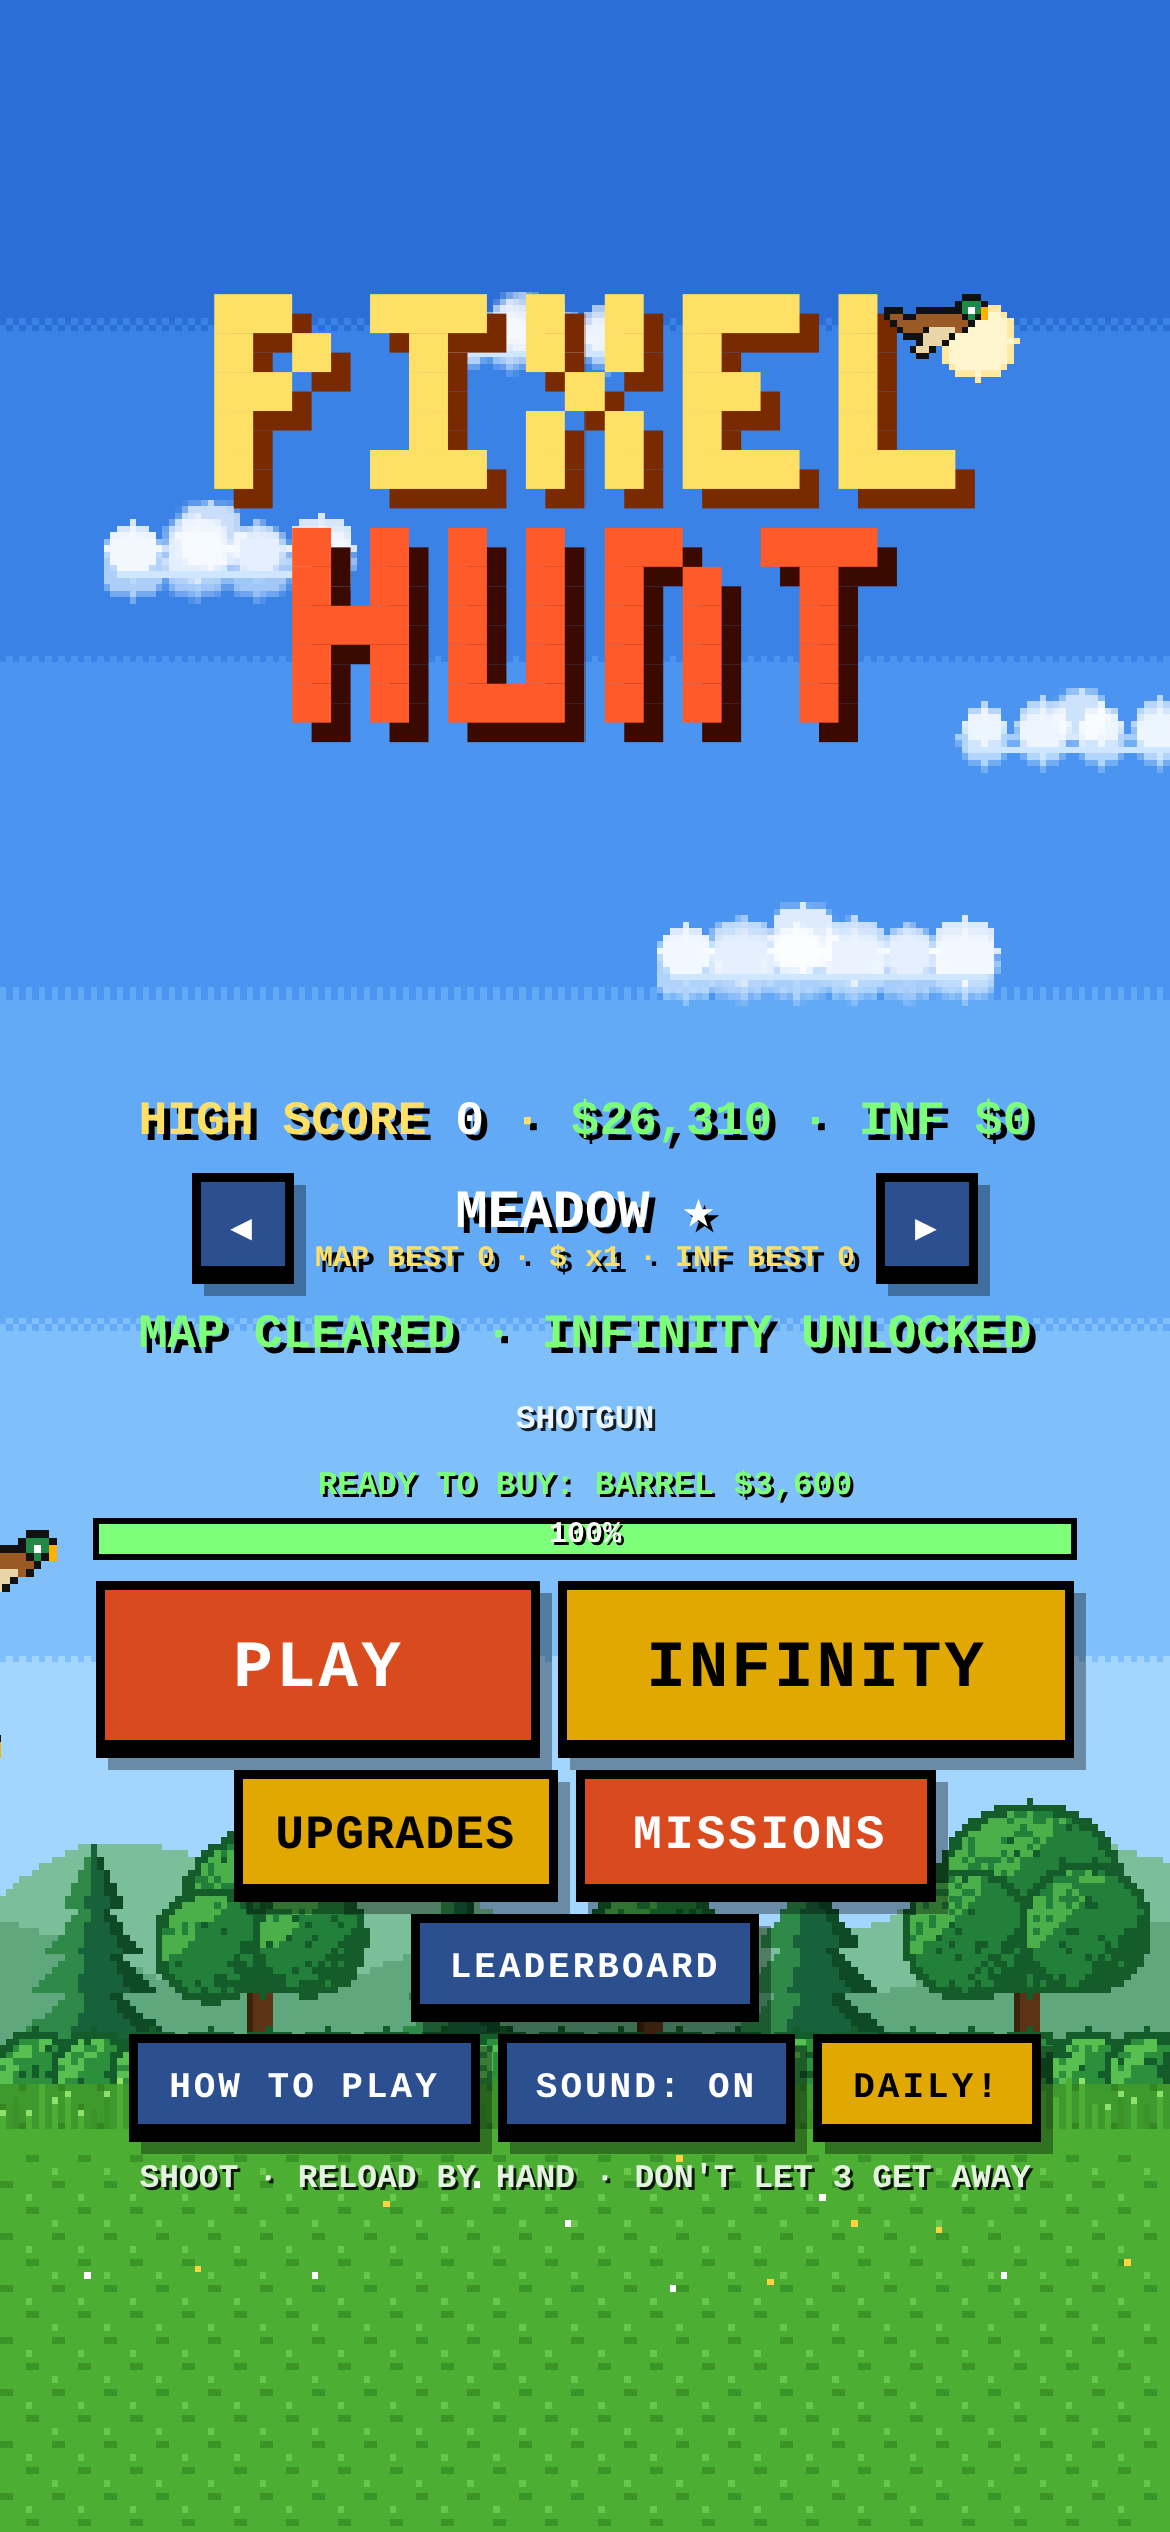 PIXEL
HUNT
HIGH SCORE 0 · $26,310 · INF $0
◄ MEADOW ★ ►
MAP BEST 0 · $ x1 · INF BEST 0
MAP CLEARED · INFINITY UNLOCKED
SHOTGUN
READY TO BUY: BARREL $3,600
100%
PLAY INFINITY
UPGRADES MISSIONS
LEADERBOARD
HOW TO PLAY SOUND: ON DAILY!
SHOOT · RELOAD BY HAND · DON'T LET 3 GET AWAY